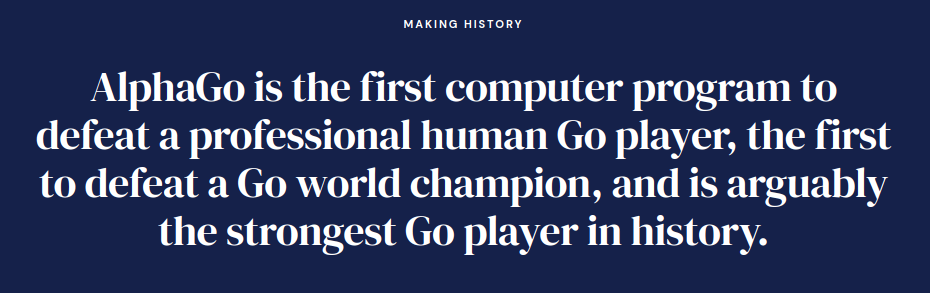 MAKING HISTORY
AlphaGo is the first computer program to
defeat a professional human Go player, the first
to defeat a Go world champion, and is arguably
the strongest Go player in history.